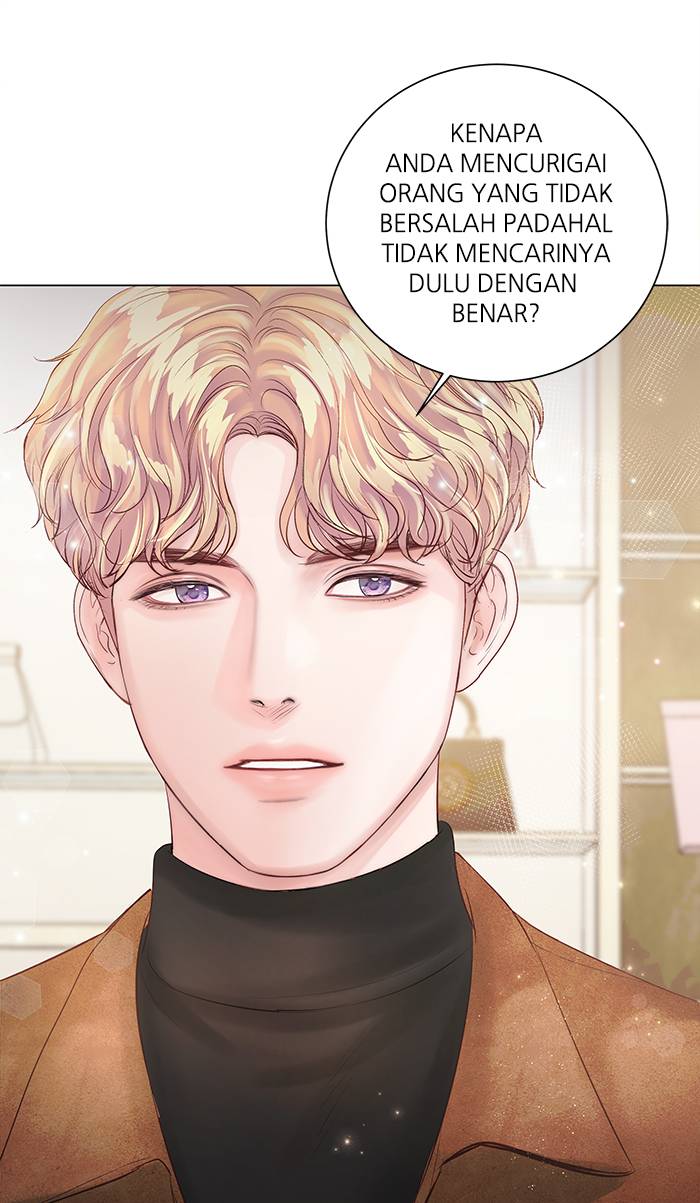 KENAPA
ANDA MENCURIGAI
ORANG YANG TIDAK
BERSALAH PADAHAL
TIDAK MENCARINYA
DULU DENGAN
BENAR?